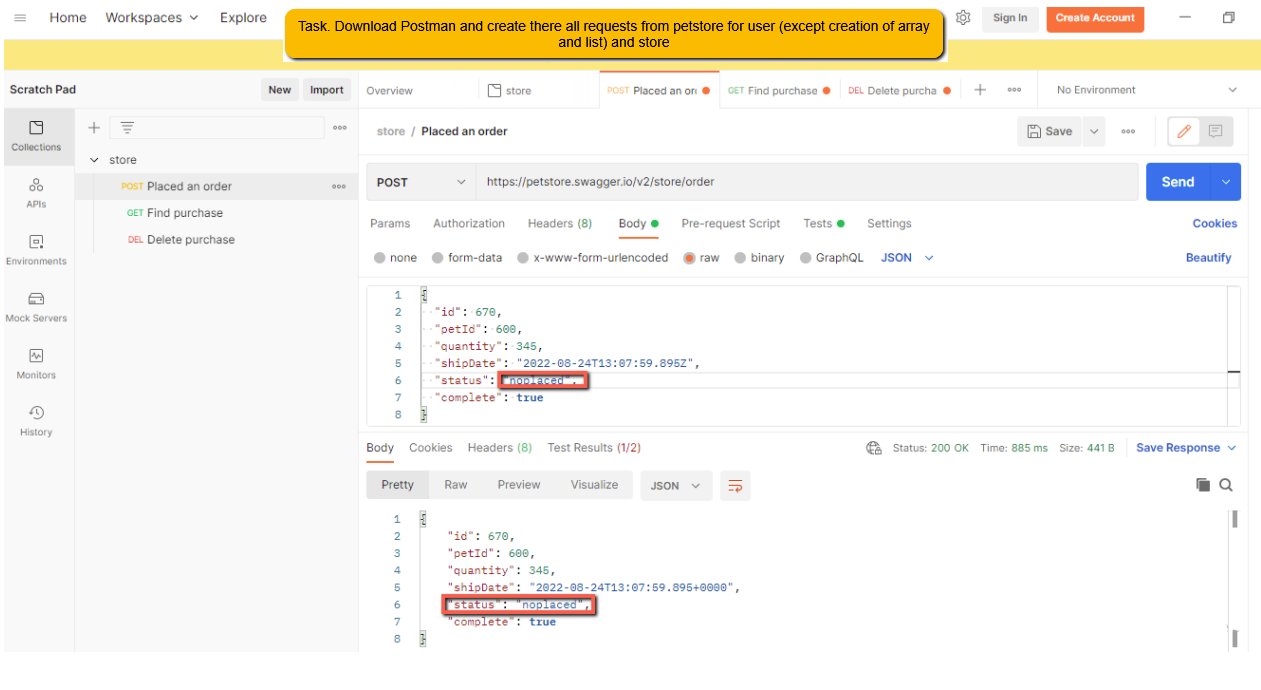 Home Workspaces Explore
Task. Download Postman and create there all requests from petstore for user (except creation of array
and list) and store
Sign In Create Account
Scratch Pad New Import
Overview store POST Placed an or GET Find purchase DEL Delete purcha No Environment
Collections
APIs
Environments
Mock Servers
Monitors
History
store
POST Placed an order
GET Find purchase
DEL Delete purchase
store / Placed an order Save
POST https://petstore.swagger.io/v2/store/order Send
Params Authorization Headers (8) Body Pre-request Script Tests Settings Cookies
none form-data x-www-form-urlencoded raw binary GraphQL JSON Beautify
1 {
2 "id": 670,
3 "petId": 600,
4 "quantity": 345,
5 "shipDate": "2022-08-24T13:07:59.895Z",
6 "status": "noplaced",
7 "complete": true
8 }
Body Cookies Headers (8) Test Results (1/2) Status: 200 OK Time: 885 ms Size: 441 B Save Response
Pretty Raw Preview Visualize JSON
1 {
2 "id": 670,
3 "petId": 600,
4 "quantity": 345,
5 "shipDate": "2022-08-24T13:07:59.895+0000",
6 "status": "noplaced",
7 "complete": true
8 }